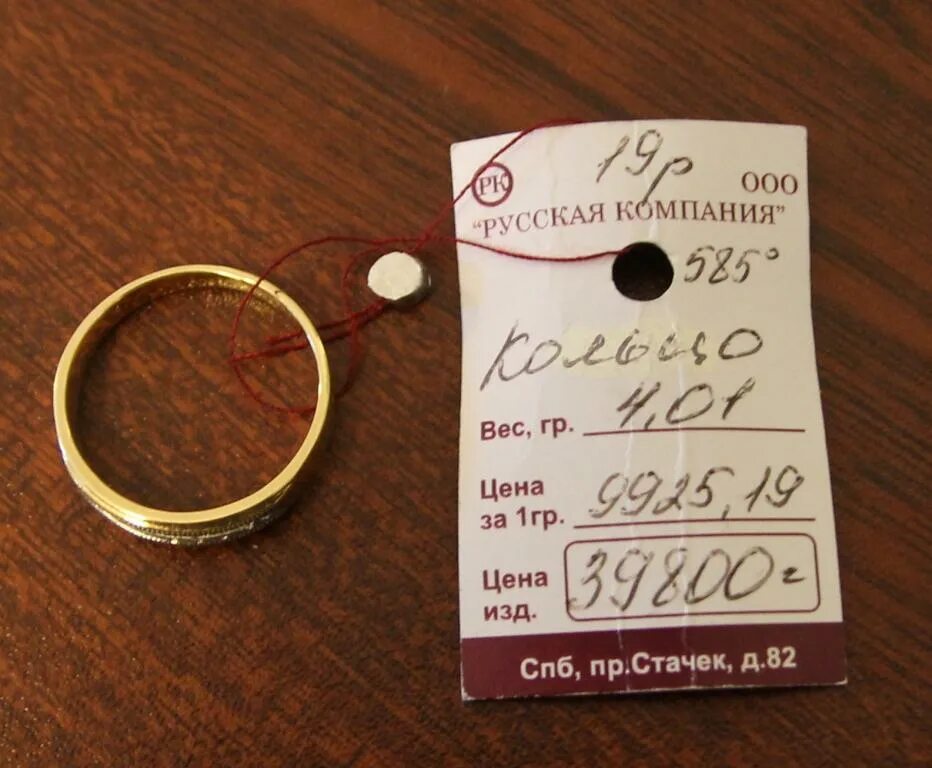 19р
РК ООО
"РУССКАЯ КОМПАНИЯ"
585°
Кольцо
Вес, гр. 4,01
Цена за 1гр. 9925,19
Цена изд. 39800=
Спб, пр.Стачек, д.82